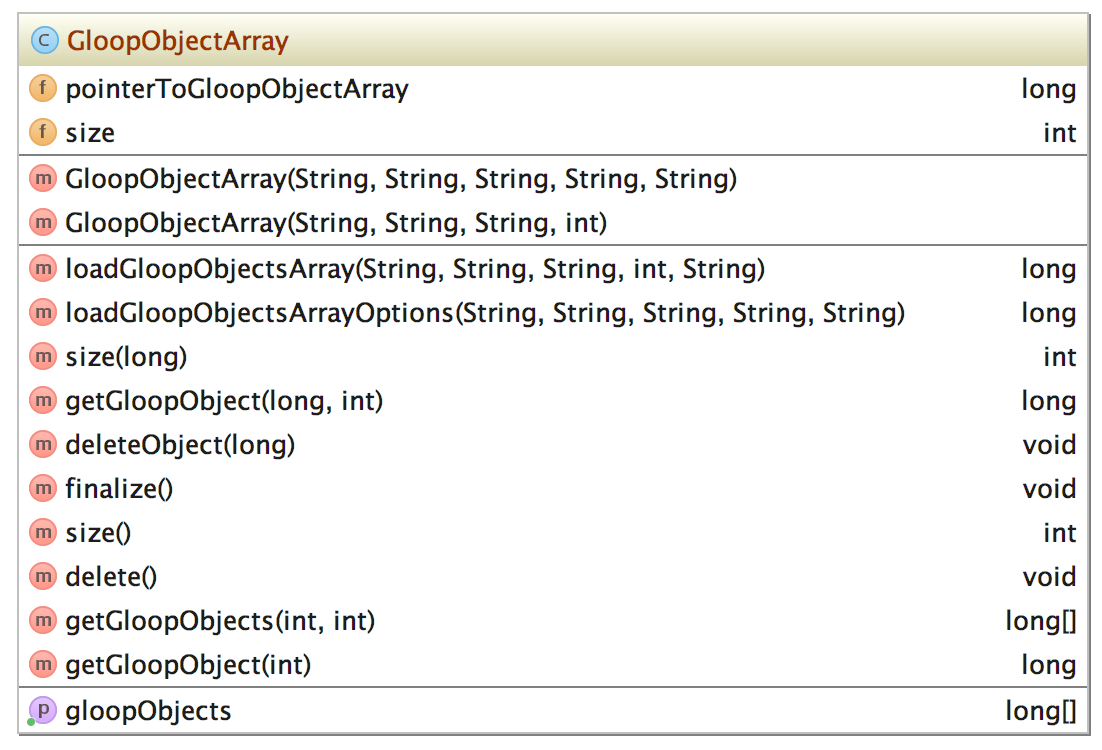 C GloopObjectArray
f pointerToGloopObjectArray long
f size int
m GloopObjectArray(String, String, String, String, String)
m GloopObjectArray(String, String, String, int)
m loadGloopObjectsArray(String, String, String, int, String) long
m loadGloopObjectsArrayOptions(String, String, String, String, String) long
m size(long) int
m getGloopObject(long, int) long
m deleteObject(long) void
m finalize() void
m size() int
m delete() void
m getGloopObjects(int, int) long[]
m getGloopObject(int) long
p gloopObjects long[]